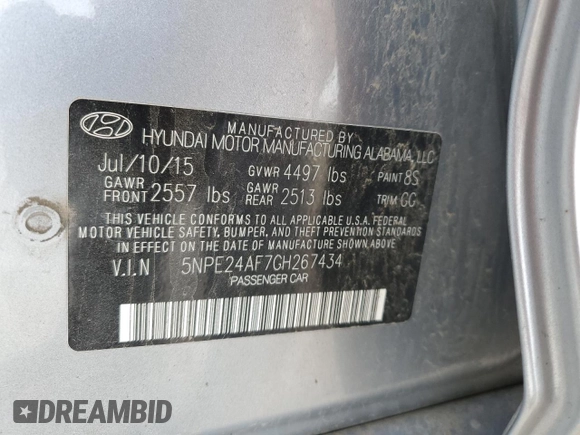 MANUFACTURED BY
HYUNDAI MOTOR MANUFACTURING ALABAMA, LLC
Jul/10/15 GVWR 4497 lbs PAINT 8S
GAWR FRONT 2557 lbs GAWR REAR 2513 lbs TRIM GG
THIS VEHICLE CONFORMS TO ALL APPLICABLE U.S.A. FEDERAL
MOTOR VEHICLE SAFETY, BUMPER, AND THEFT PREVENTION STANDARDS
IN EFFECT ON THE DATE OF MANUFACTURE SHOWN ABOVE.
V.I.N 5NPE24AF7GH267434
PASSENGER CAR
DREAMBID